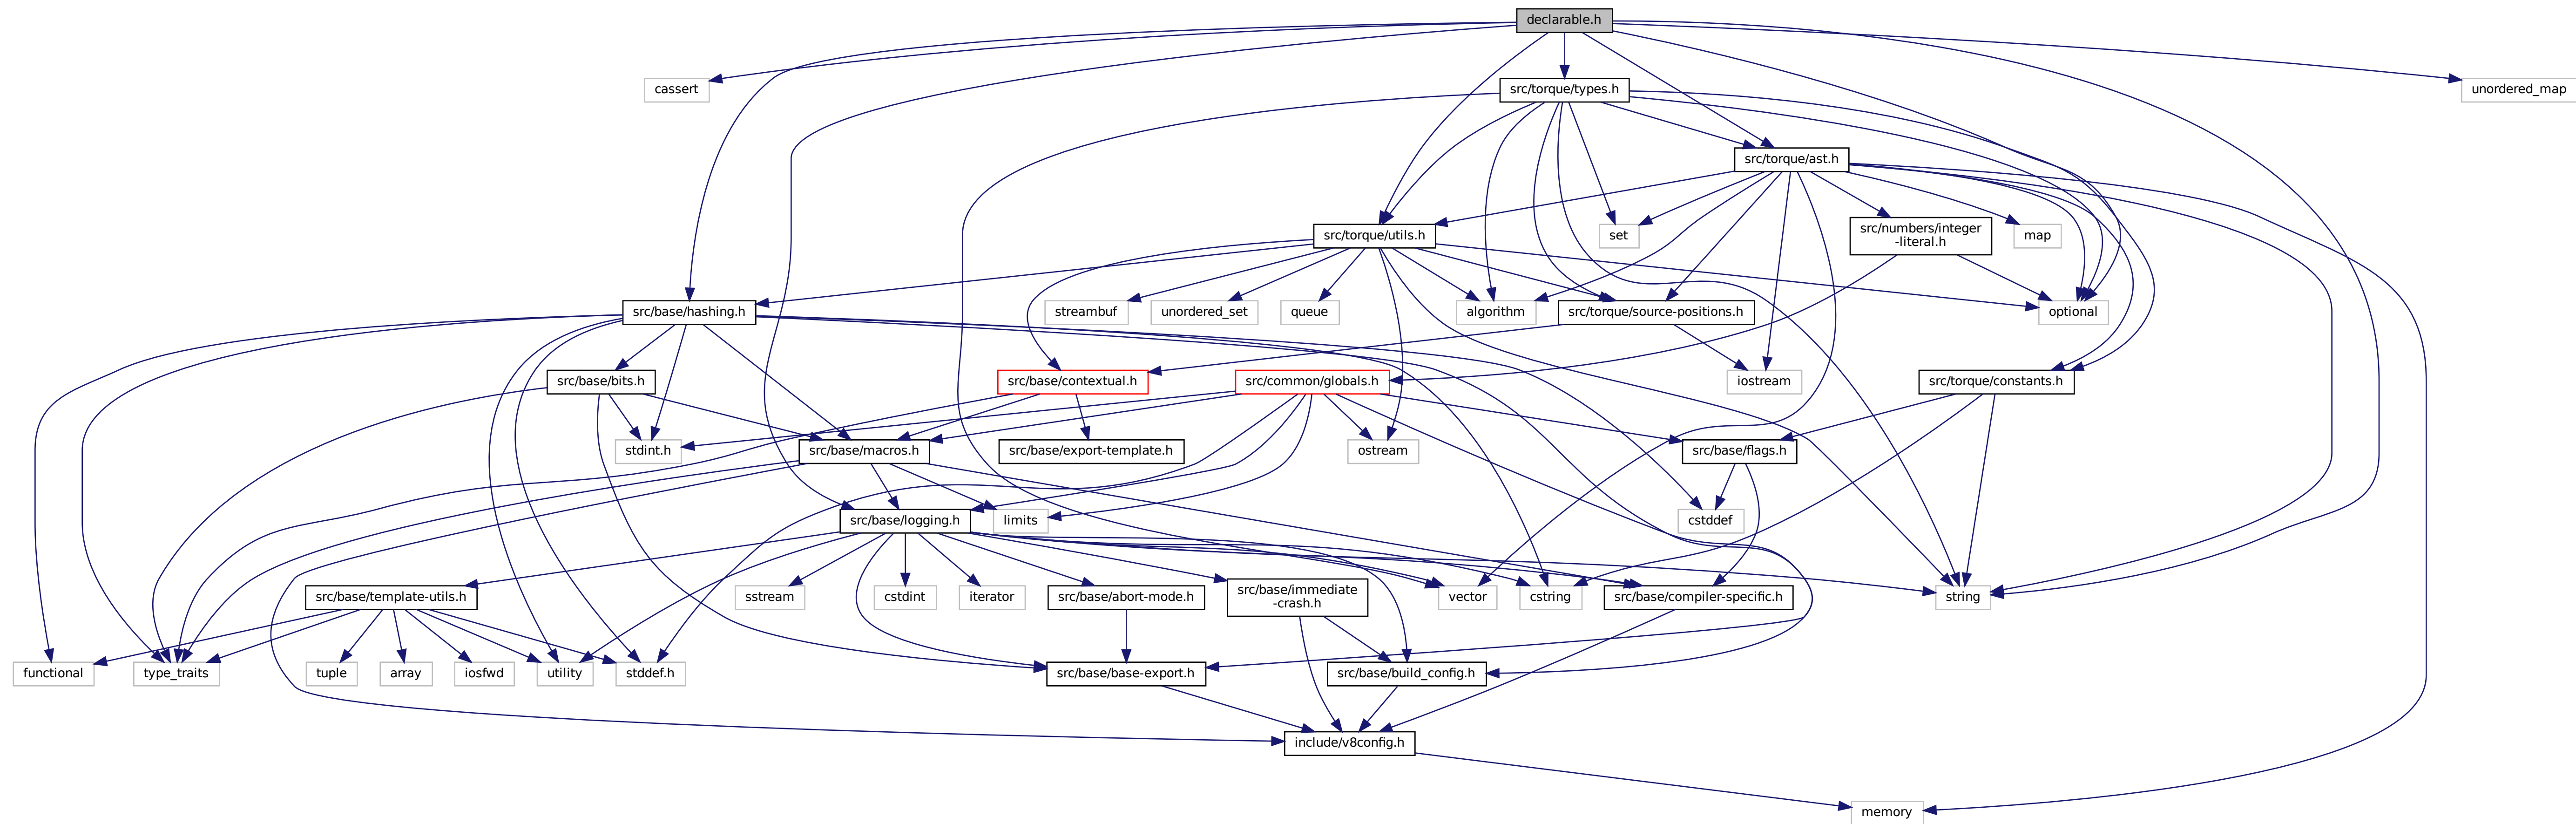 declarable.h
cassert
src/torque/types.h
unordered_map
src/torque/ast.h
src/torque/utils.h
set
src/numbers/integer
-literal.h
map
src/base/hashing.h
streambuf
unordered_set
queue
algorithm
src/torque/source-positions.h
optional
src/base/bits.h
src/base/contextual.h
src/common/globals.h
iostream
src/torque/constants.h
stdint.h
src/base/macros.h
src/base/export-template.h
ostream
src/base/flags.h
src/base/logging.h
limits
cstddef
src/base/template-utils.h
sstream
cstdint
iterator
src/base/abort-mode.h
src/base/immediate
-crash.h
vector
cstring
src/base/compiler-specific.h
string
functional
type_traits
tuple
array
iosfwd
utility
stddef.h
src/base/base-export.h
src/base/build_config.h
include/v8config.h
memory